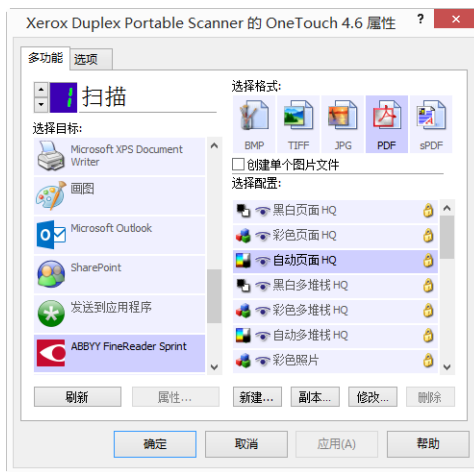 Xerox Duplex Portable Scanner 的 OneTouch 4.6 属性
?
多功能
选项
1 扫描
选择目标:
Microsoft XPS Document
Writer
画图
Microsoft Outlook
SharePoint
发送到应用程序
ABBYY FineReader Sprint
刷新
属性...
选择格式:
BMP
TIFF
JPG
PDF
sPDF
创建单个图片文件
选择配置:
黑白页面 HQ
彩色页面 HQ
自动页面 HQ
黑白多堆栈 HQ
彩色多堆栈 HQ
自动多堆栈 HQ
彩色照片
新建...
副本...
修改...
删除
确定
取消
应用(A)
帮助